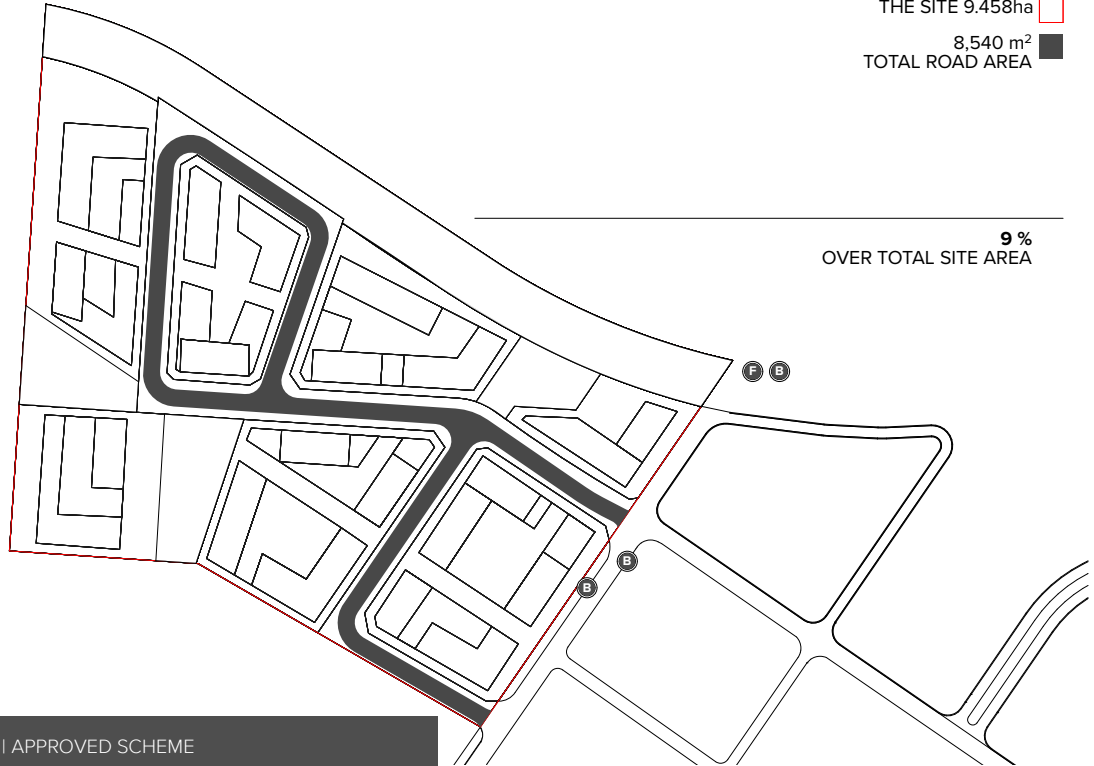 THE SITE 9.458ha
8,540 m²
TOTAL ROAD AREA
9 %
OVER TOTAL SITE AREA
F B
B
B
| APPROVED SCHEME